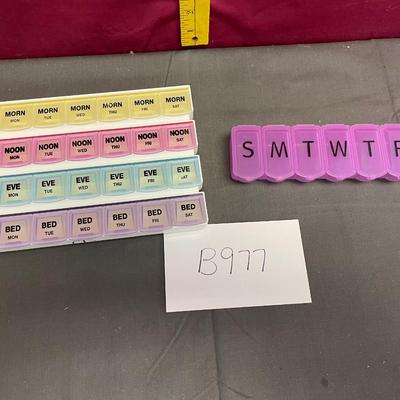 MORN MORN MORN MORN MORN MORN
MON TUE WED THU FRI SAT
NOON NOON NOON NOON NOON NOON
MON TUE WED THU FRI SAT
EVE EVE EVE EVE EVE EVE
MON TUE WED THU FRI SAT
BED BED BED BED BED BED
MON TUE WED THU FRI SAT
S M T W T F
B977